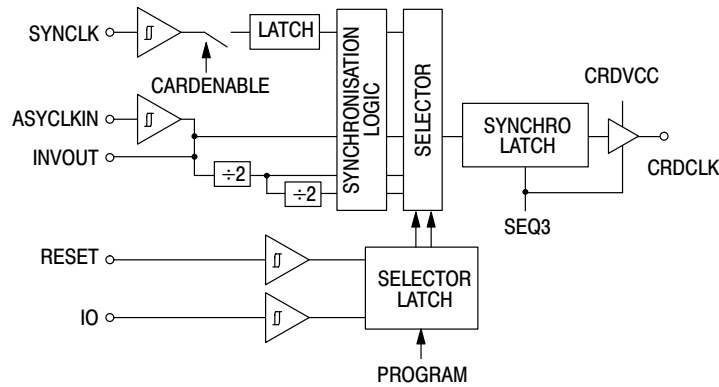 SYNCLK
LATCH
CARDENABLE
ASYCLKIN
INVOUT
÷2
÷2
SYNCHRONISATION
LOGIC
SELECTOR
SYNCHRO
LATCH
CRDVCC
CRDCLK
SEQ3
RESET
IO
SELECTOR
LATCH
PROGRAM